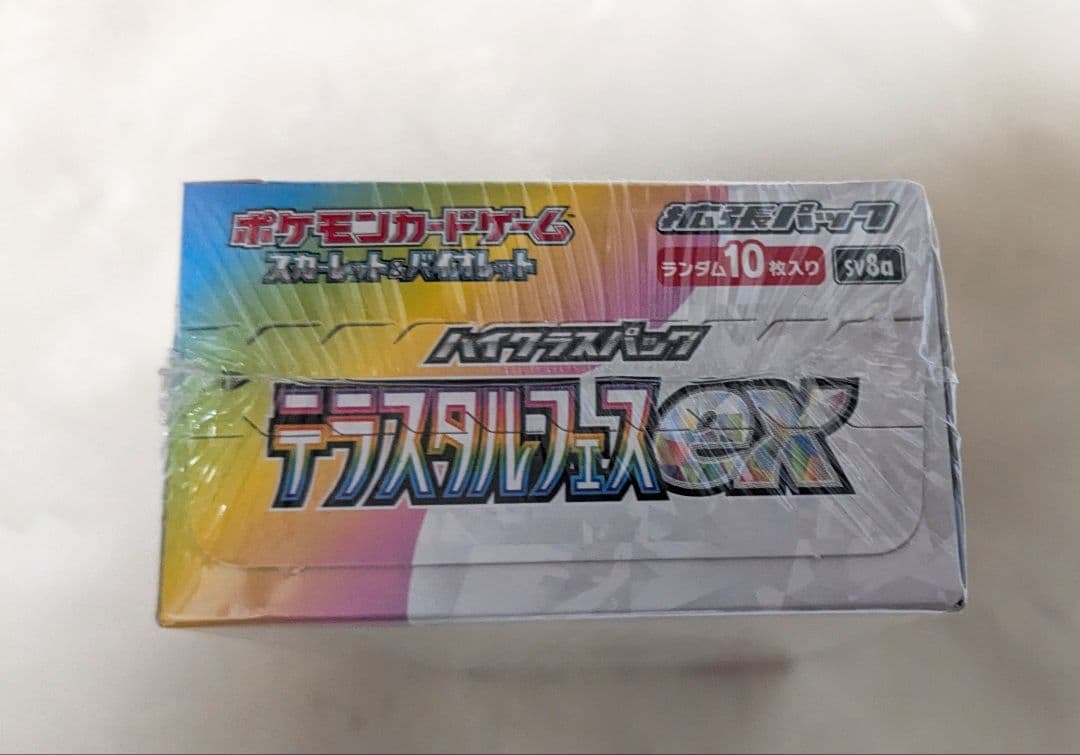 ポケモンカードゲーム™
スカーレット&バイオレット
拡張パック
ランダム10枚入り sv8a
ハイクラスパック
テラスタルフェスex